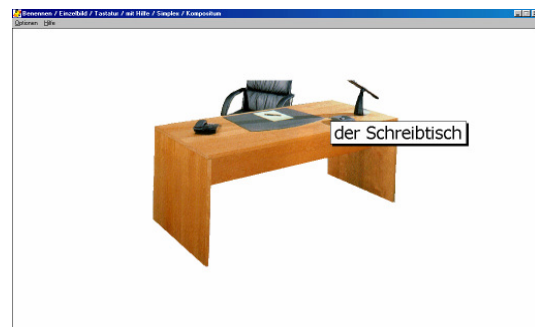 Benennen / Einzelbild / Tastatur / mit Hilfe / Simplex / Kompositum
Optionen Hilfe
der Schreibtisch